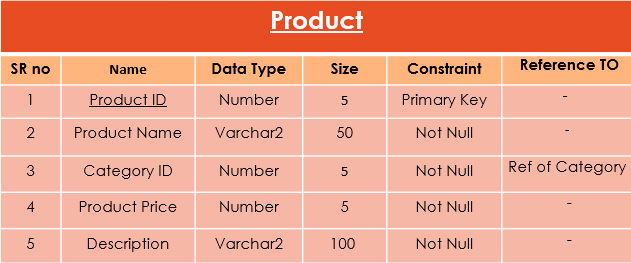 Product
SR no Name Data Type Size Constraint Reference TO
1 Product ID Number 5 Primary Key -
2 Product Name Varchar2 50 Not Null -
3 Category ID Number 5 Not Null Ref of Category
4 Product Price Number 5 Not Null -
5 Description Varchar2 100 Not Null -